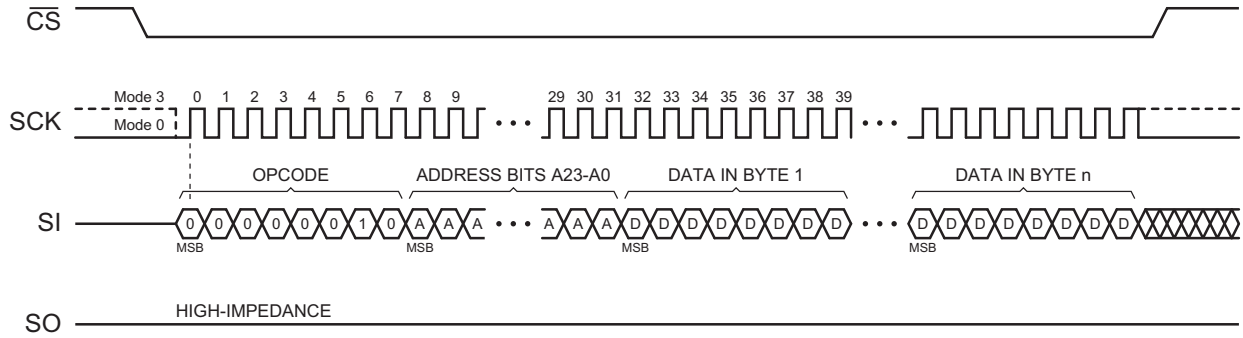 CS
SCK
Mode 3
Mode 0
0 1 2 3 4 5 6 7 8 9 • • • 29 30 31 32 33 34 35 36 37 38 39 • • •
OPCODE ADDRESS BITS A23-A0 DATA IN BYTE 1 DATA IN BYTE n
SI 0 0 0 0 0 0 1 0 A A A • • • A A A D D D D D D D D • • • D D D D D D D D
MSB MSB MSB MSB
HIGH-IMPEDANCE
SO